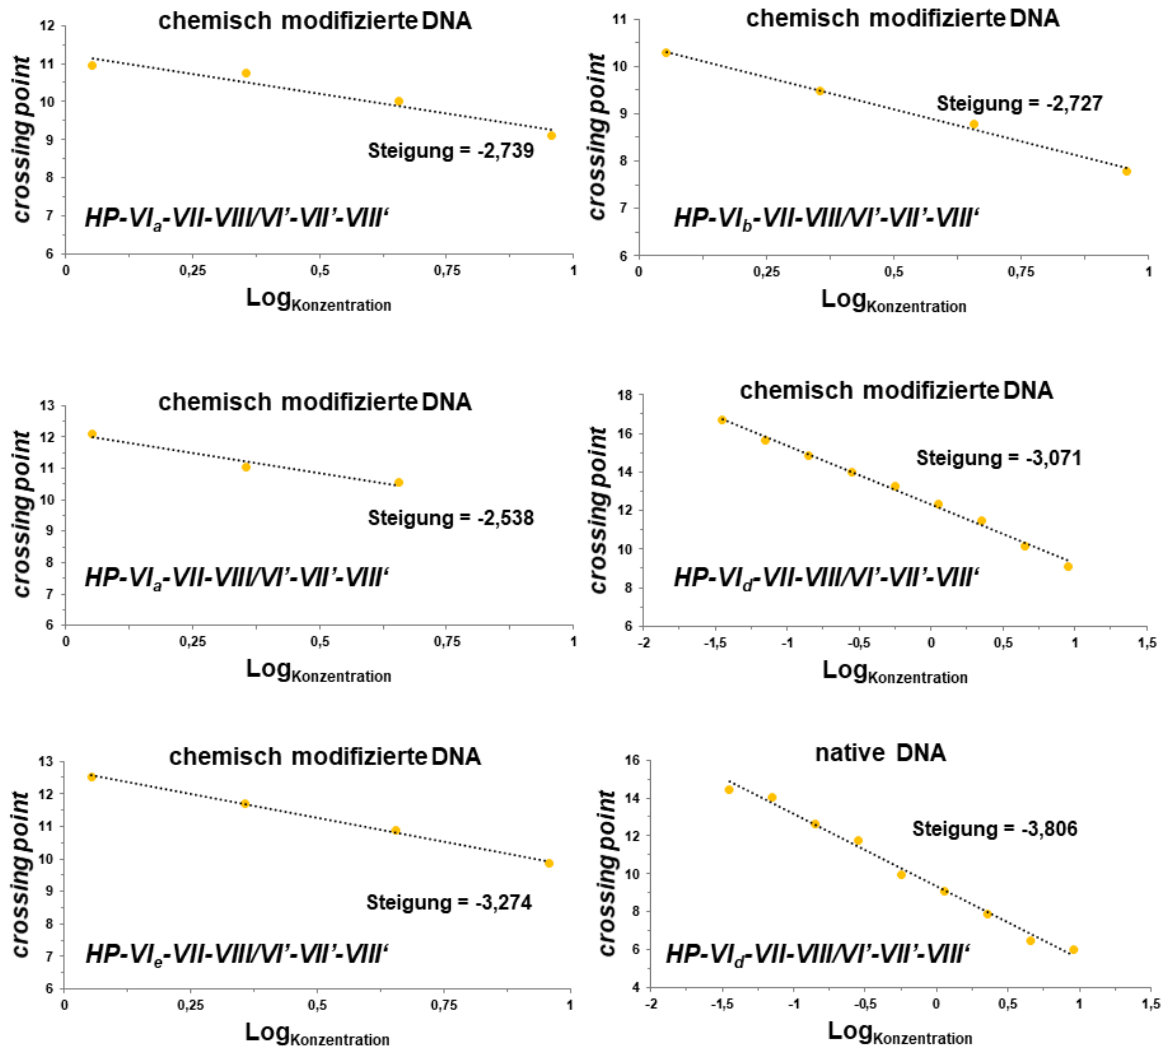 chemisch modifizierte DNA
crossing point
12
11
10
9
8
7
6
Steigung = -2,739
HP-VIa-VII-VIII/VI’-VII’-VIII‘
0 0,25 0,5 0,75 1
LogKonzentration
chemisch modifizierte DNA
crossing point
11
10
9
8
7
6
Steigung = -2,727
HP-VIb-VII-VIII/VI’-VII’-VIII‘
0 0,25 0,5 0,75 1
LogKonzentration
chemisch modifizierte DNA
crossing point
13
12
11
10
9
8
7
6
Steigung = -2,538
HP-VIa-VII-VIII/VI’-VII’-VIII‘
0 0,25 0,5 0,75 1
LogKonzentration
chemisch modifizierte DNA
crossing point
18
16
14
12
10
8
6
Steigung = -3,071
HP-VId-VII-VIII/VI’-VII’-VIII‘
-2 -1,5 -1 -0,5 0 0,5 1 1,5
LogKonzentration
chemisch modifizierte DNA
crossing point
13
12
11
10
9
8
7
6
Steigung = -3,274
HP-VIe-VII-VIII/VI’-VII’-VIII‘
0 0,25 0,5 0,75 1
LogKonzentration
native DNA
crossing point
16
14
12
10
8
6
4
Steigung = -3,806
HP-VId-VII-VIII/VI’-VII’-VIII‘
-2 -1,5 -1 -0,5 0 0,5 1 1,5
LogKonzentration